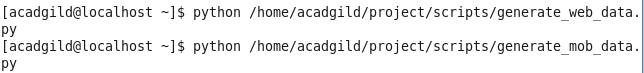 [acadgild@localhost ~]$ python /home/acadgild/project/scripts/generate_web_data.
py
[acadgild@localhost ~]$ python /home/acadgild/project/scripts/generate_mob_data.
py